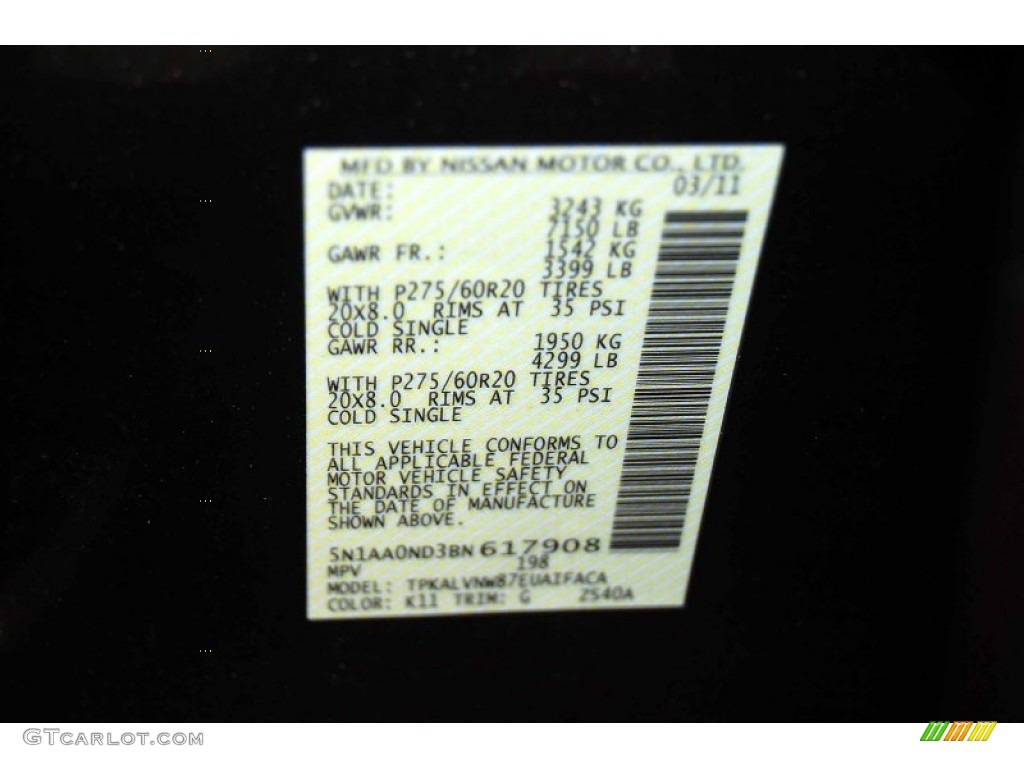 MFD BY NISSAN MOTOR CO., LTD.
DATE: 03/11
GVWR: 3243 KG
7150 LB
GAWR FR.: 1542 KG
3399 LB
WITH P275/60R20 TIRES
20X8.0 RIMS AT 35 PSI
COLD SINGLE
GAWR RR.: 1950 KG
4299 LB
WITH P275/60R20 TIRES
20X8.0 RIMS AT 35 PSI
COLD SINGLE
THIS VEHICLE CONFORMS TO
ALL APPLICABLE FEDERAL
MOTOR VEHICLE SAFETY
STANDARDS IN EFFECT ON
THE DATE OF MANUFACTURE
SHOWN ABOVE.
5N1AA0ND3BN617908
MPV 198
MODEL: TPKALVNW87EUAIFACA
COLOR: K11 TRIM: G ZS40A
GTCARLOT.COM